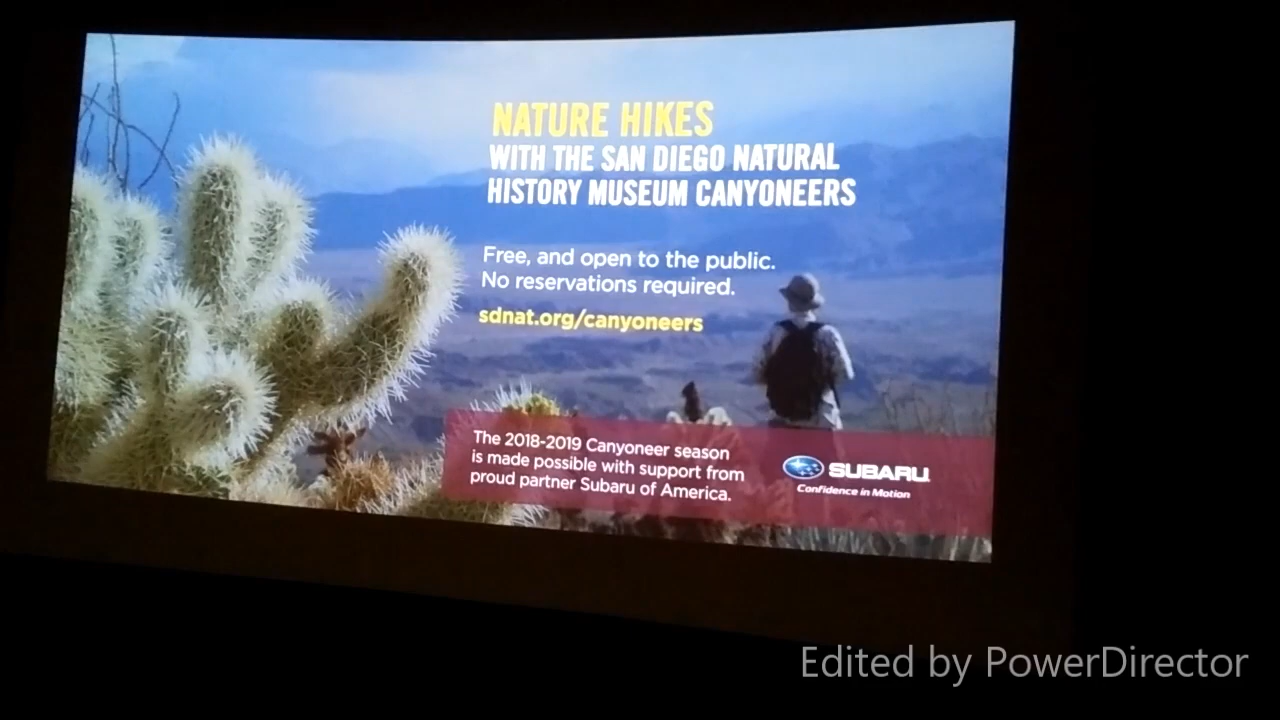 NATURE HIKES
WITH THE SAN DIEGO NATURAL
HISTORY MUSEUM CANYONEERS
Free, and open to the public.
No reservations required.
sdnat.org/canyoneers
The 2018-2019 Canyoneer season
is made possible with support from
proud partner Subaru of America.
SUBARU
Confidence in Motion
Edited by PowerDirector